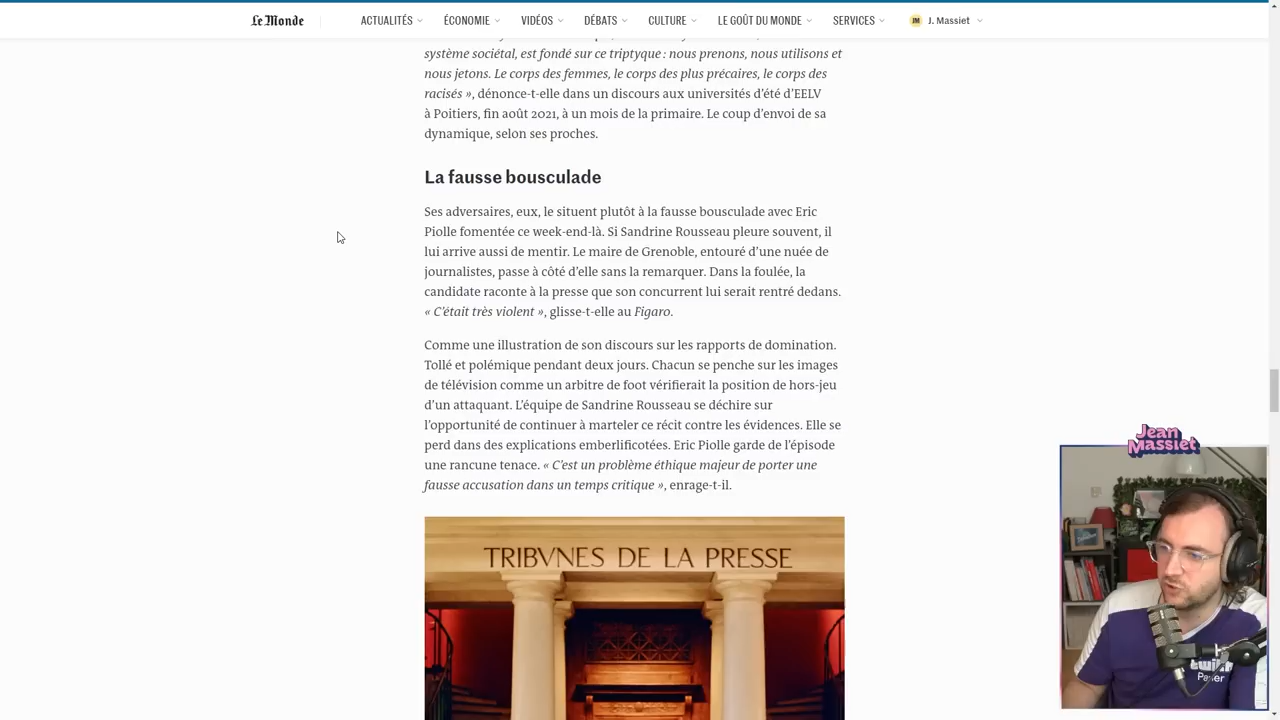 Le Monde
ACTUALITÉS
ÉCONOMIE
VIDÉOS
DÉBATS
CULTURE
LE GOÛT DU MONDE
SERVICES
JM
J. Massiet
système sociétal, est fondé sur ce triptyque : nous prenons, nous utilisons et
nous jetons. Le corps des femmes, le corps des plus précaires, le corps des
racisés », dénonce-t-elle dans un discours aux universités d’été d’EELV
à Poitiers, fin août 2021, à un mois de la primaire. Le coup d’envoi de sa
dynamique, selon ses proches.
La fausse bousculade
Ses adversaires, eux, le situent plutôt à la fausse bousculade avec Eric
Piolle fomentée ce week-end-là. Si Sandrine Rousseau pleure souvent, il
lui arrive aussi de mentir. Le maire de Grenoble, entouré d’une nuée de
journalistes, passe à côté d’elle sans la remarquer. Dans la foulée, la
candidate raconte à la presse que son concurrent lui serait rentré dedans.
« C’était très violent », glisse-t-elle au Figaro.
Comme une illustration de son discours sur les rapports de domination.
Tollé et polémique pendant deux jours. Chacun se penche sur les images
de télévision comme un arbitre de foot vérifierait la position de hors-jeu
d’un attaquant. L’équipe de Sandrine Rousseau se déchire sur
l’opportunité de continuer à marteler ce récit contre les évidences. Elle se
perd dans des explications emberlificotées. Eric Piolle garde de l’épisode
une rancune tenace. « C’est un problème éthique majeur de porter une
fausse accusation dans un temps critique », enrage-t-il.
TRIBVNES DE LA PRESSE
Jean
Massiet